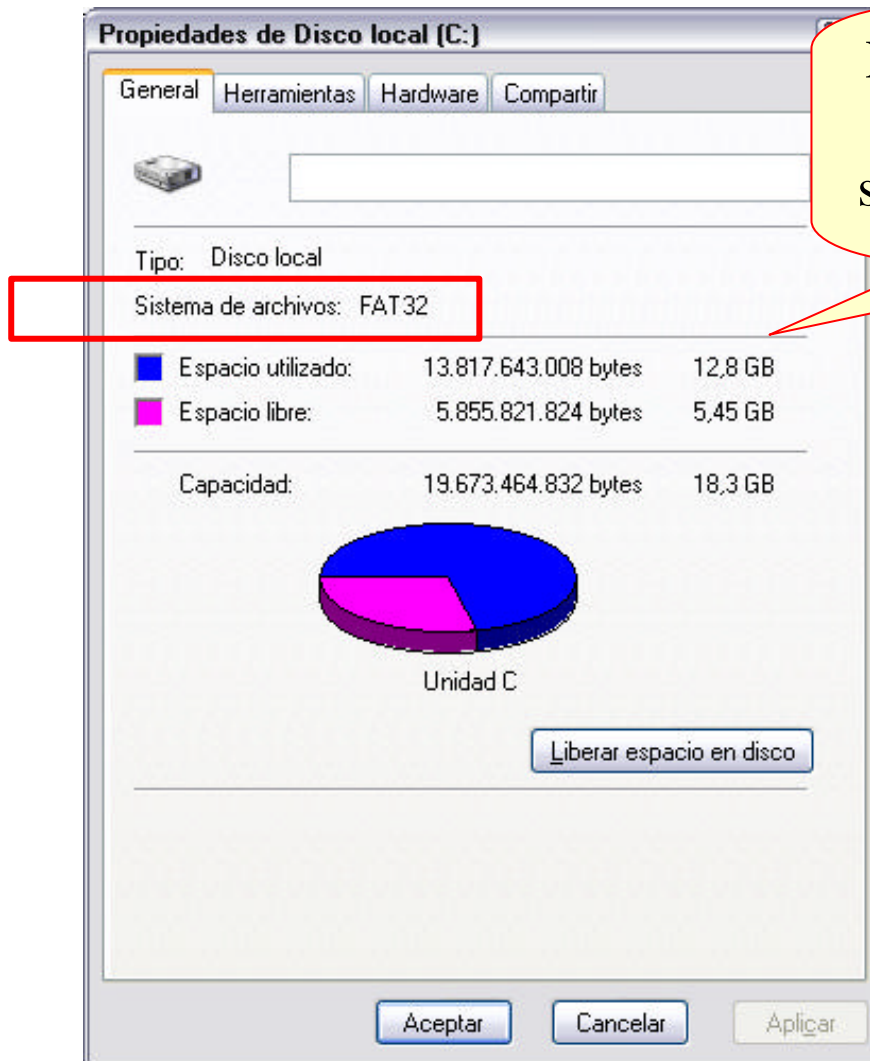 Propiedades de Disco local (C:)
General Herramientas Hardware Compartir
Tipo: Disco local
Sistema de archivos: FAT32
Espacio utilizado: 13.817.643.008 bytes 12,8 GB
Espacio libre: 5.855.821.824 bytes 5,45 GB
Capacidad: 19.673.464.832 bytes 18,3 GB
Unidad C
Liberar espacio en disco
Aceptar Cancelar Aplicar